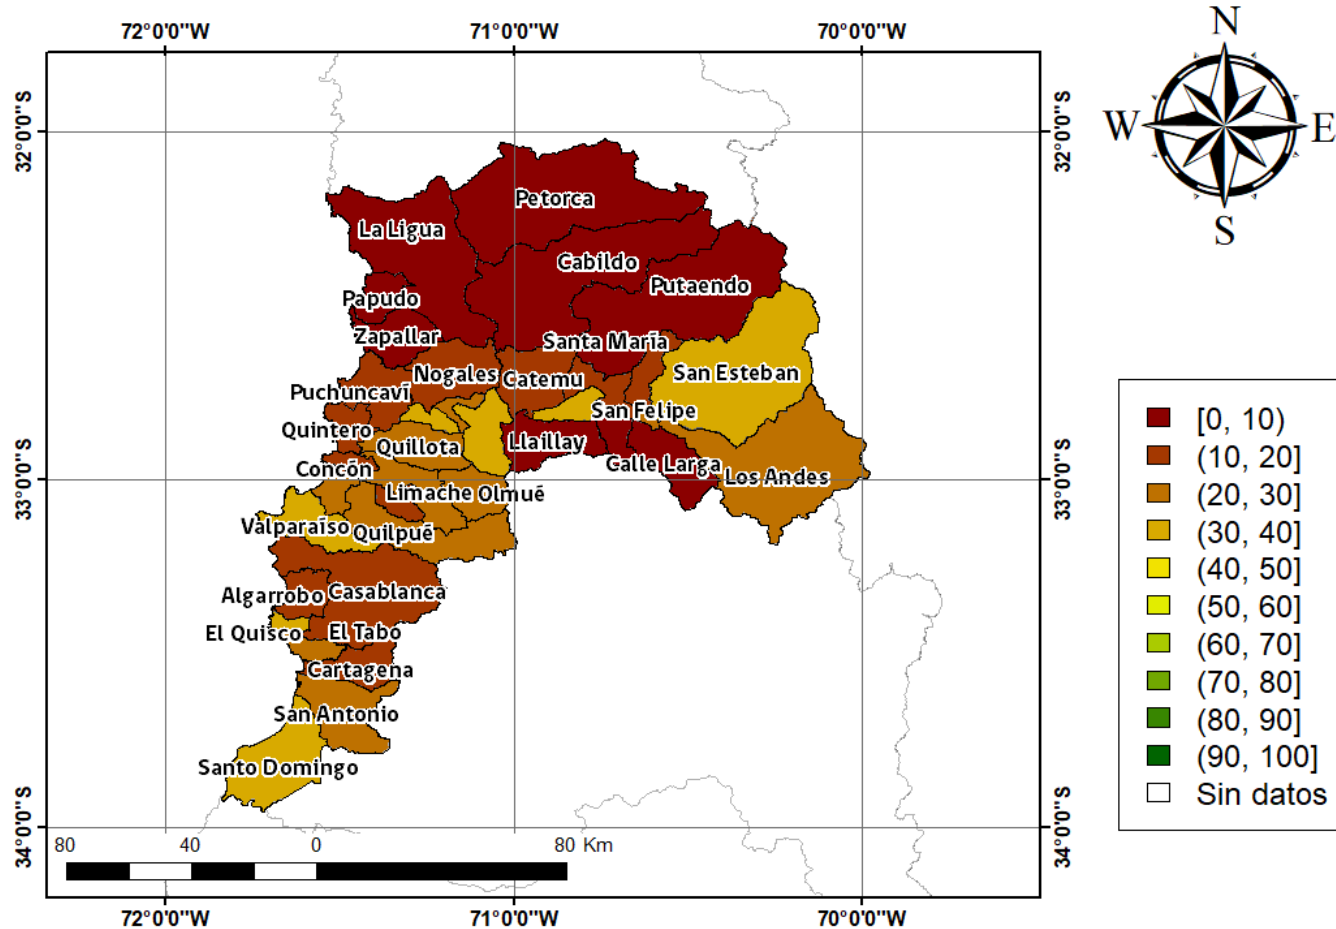 72°0'0"W 71°0'0"W 70°0'0"W
N
W E
S
32°0'0"S 32°0'0"S
Petorca
La Ligua
Cabildo
Putaendo
Papudo
Zapallar
Santa María
Nogales
Catemu
San Esteban
Puchuncaví
San Felipe
Quintero
Quillota
Llaillay
Calle Larga
Concón
Los Andes
33°0'0"S 33°0'0"S
Limache
Olmué
Valparaíso
Quilpué
Algarrobo
Casablanca
El Quisco
El Tabo
Cartagena
San Antonio
Santo Domingo
34°0'0"S 34°0'0"S
80 40 0 80 Km
72°0'0"W 71°0'0"W 70°0'0"W
[0, 10)
(10, 20]
(20, 30]
(30, 40]
(40, 50]
(50, 60]
(60, 70]
(70, 80]
(80, 90]
(90, 100]
Sin datos